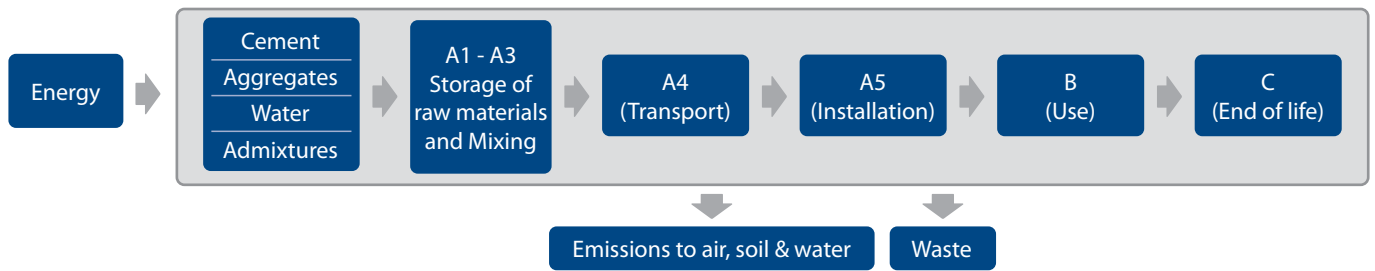 Energy
Cement
Aggregates
Water
Admixtures
A1 - A3
Storage of
raw materials
and Mixing
A4
(Transport)
A5
(Installation)
B
(Use)
C
(End of life)
Emissions to air, soil & water
Waste